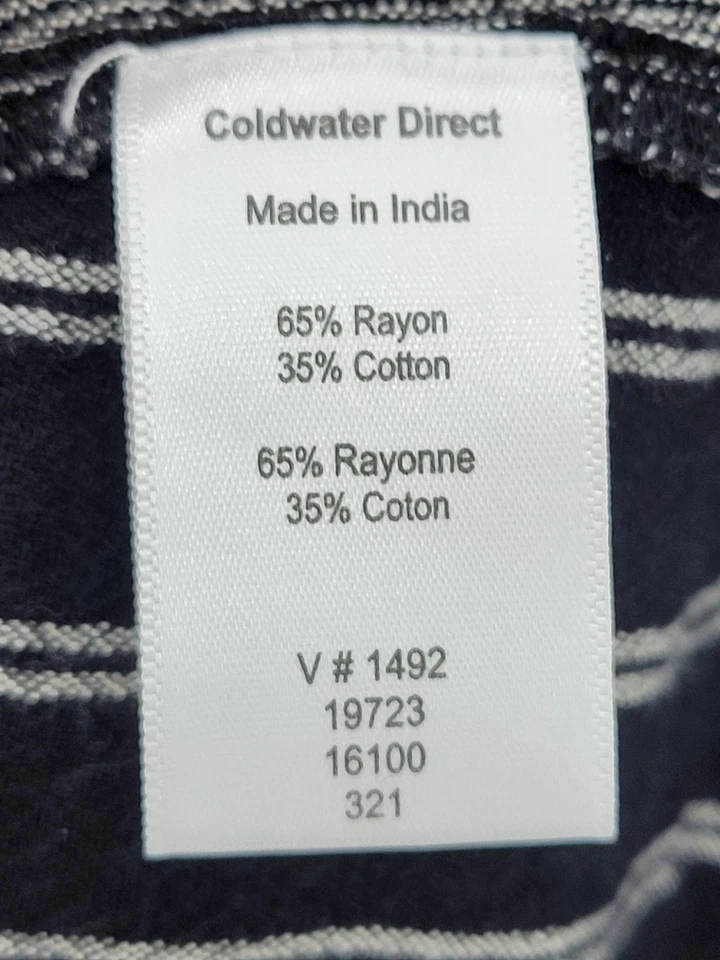 Coldwater Direct
Made in India
65% Rayon
35% Cotton
65% Rayonne
35% Coton
V # 1492
19723
16100
321